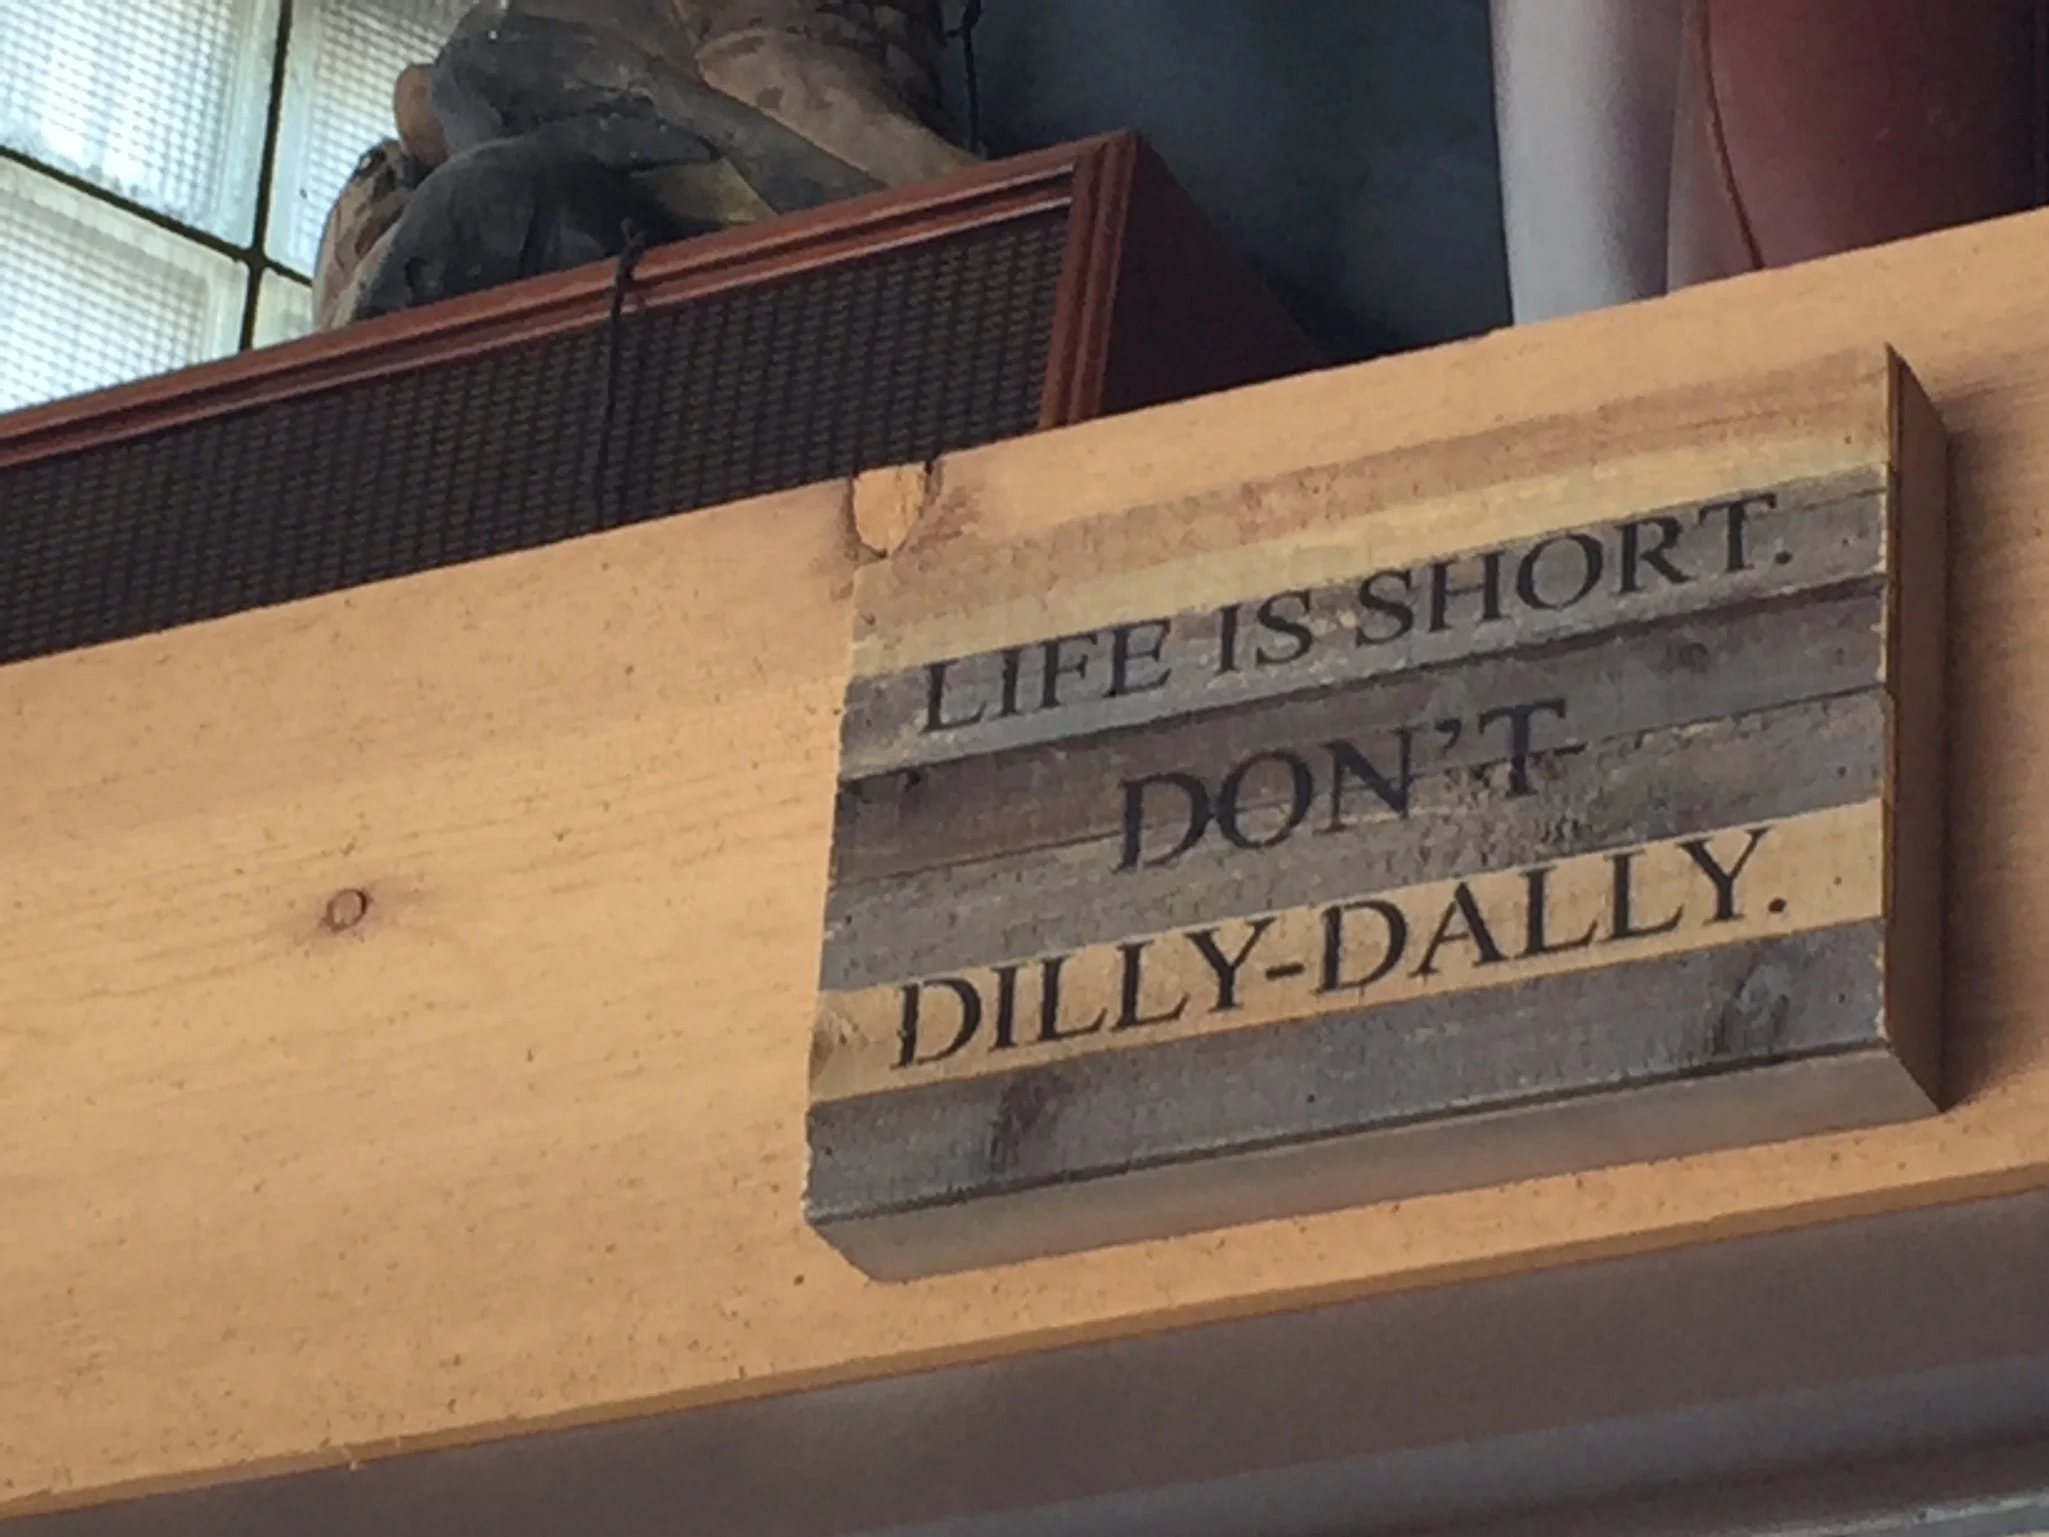 LIFE IS SHORT.
DON'T
DILLY-DALLY.